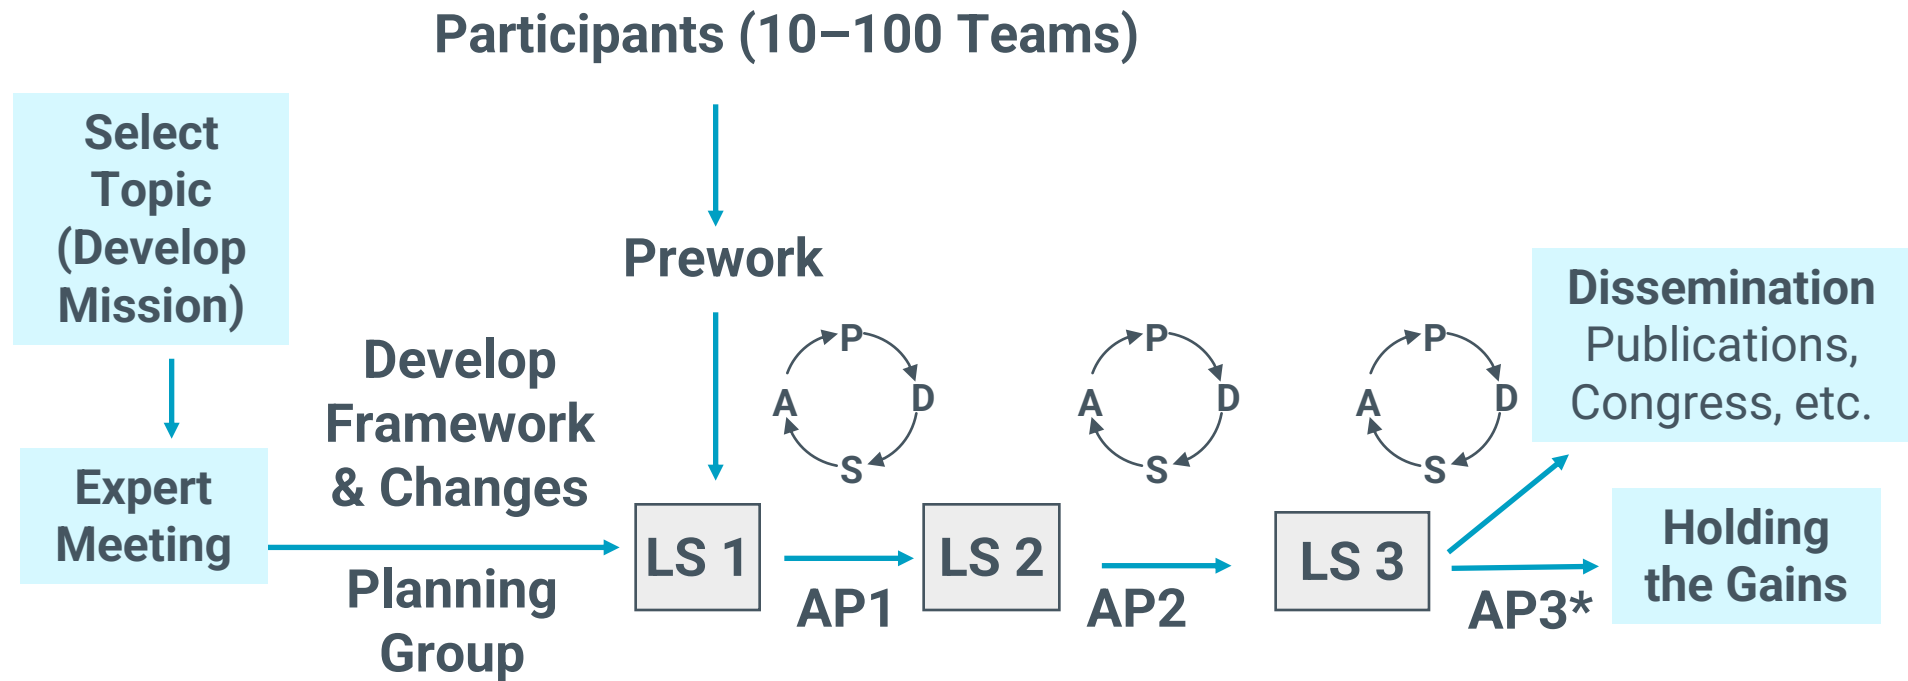 Participants (10–100 Teams)
Select
Topic
(Develop
Mission)
Expert
Meeting
Develop
Framework
& Changes
Planning
Group
Prework
LS 1
P
D
S
A
AP1
LS 2
P
D
S
A
AP2
LS 3
P
D
S
A
AP3*
Dissemination
Publications,
Congress, etc.
Holding
the Gains